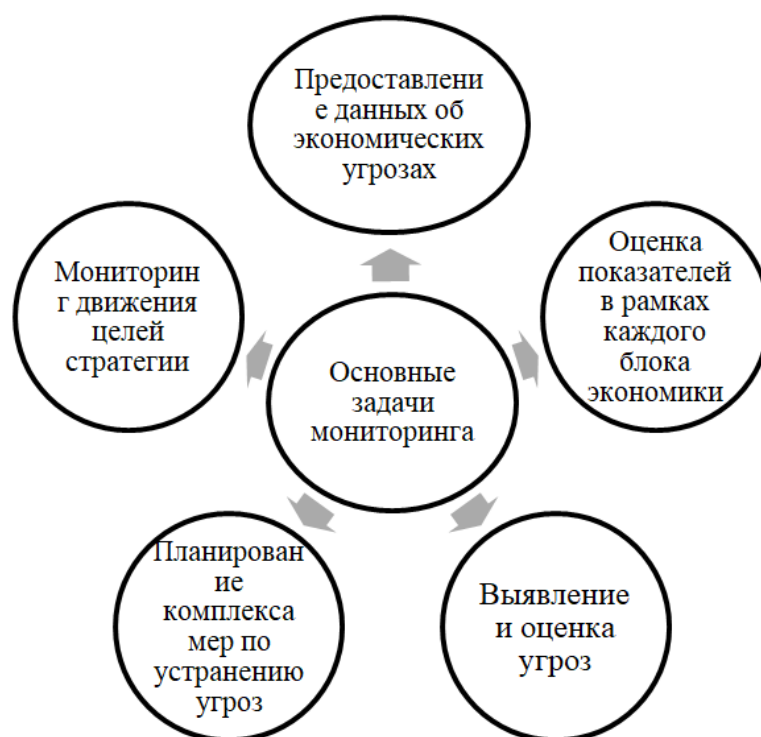 Предоставлени
е данных об
экономических
угрозах
Мониторин
г движения
целей
стратегии
Оценка
показателей
в рамках
каждого
блока
экономики
Основные
задачи
мониторинга
Планирован
ие
комплекса
мер по
устранению
угроз
Выявление
и оценка
угроз